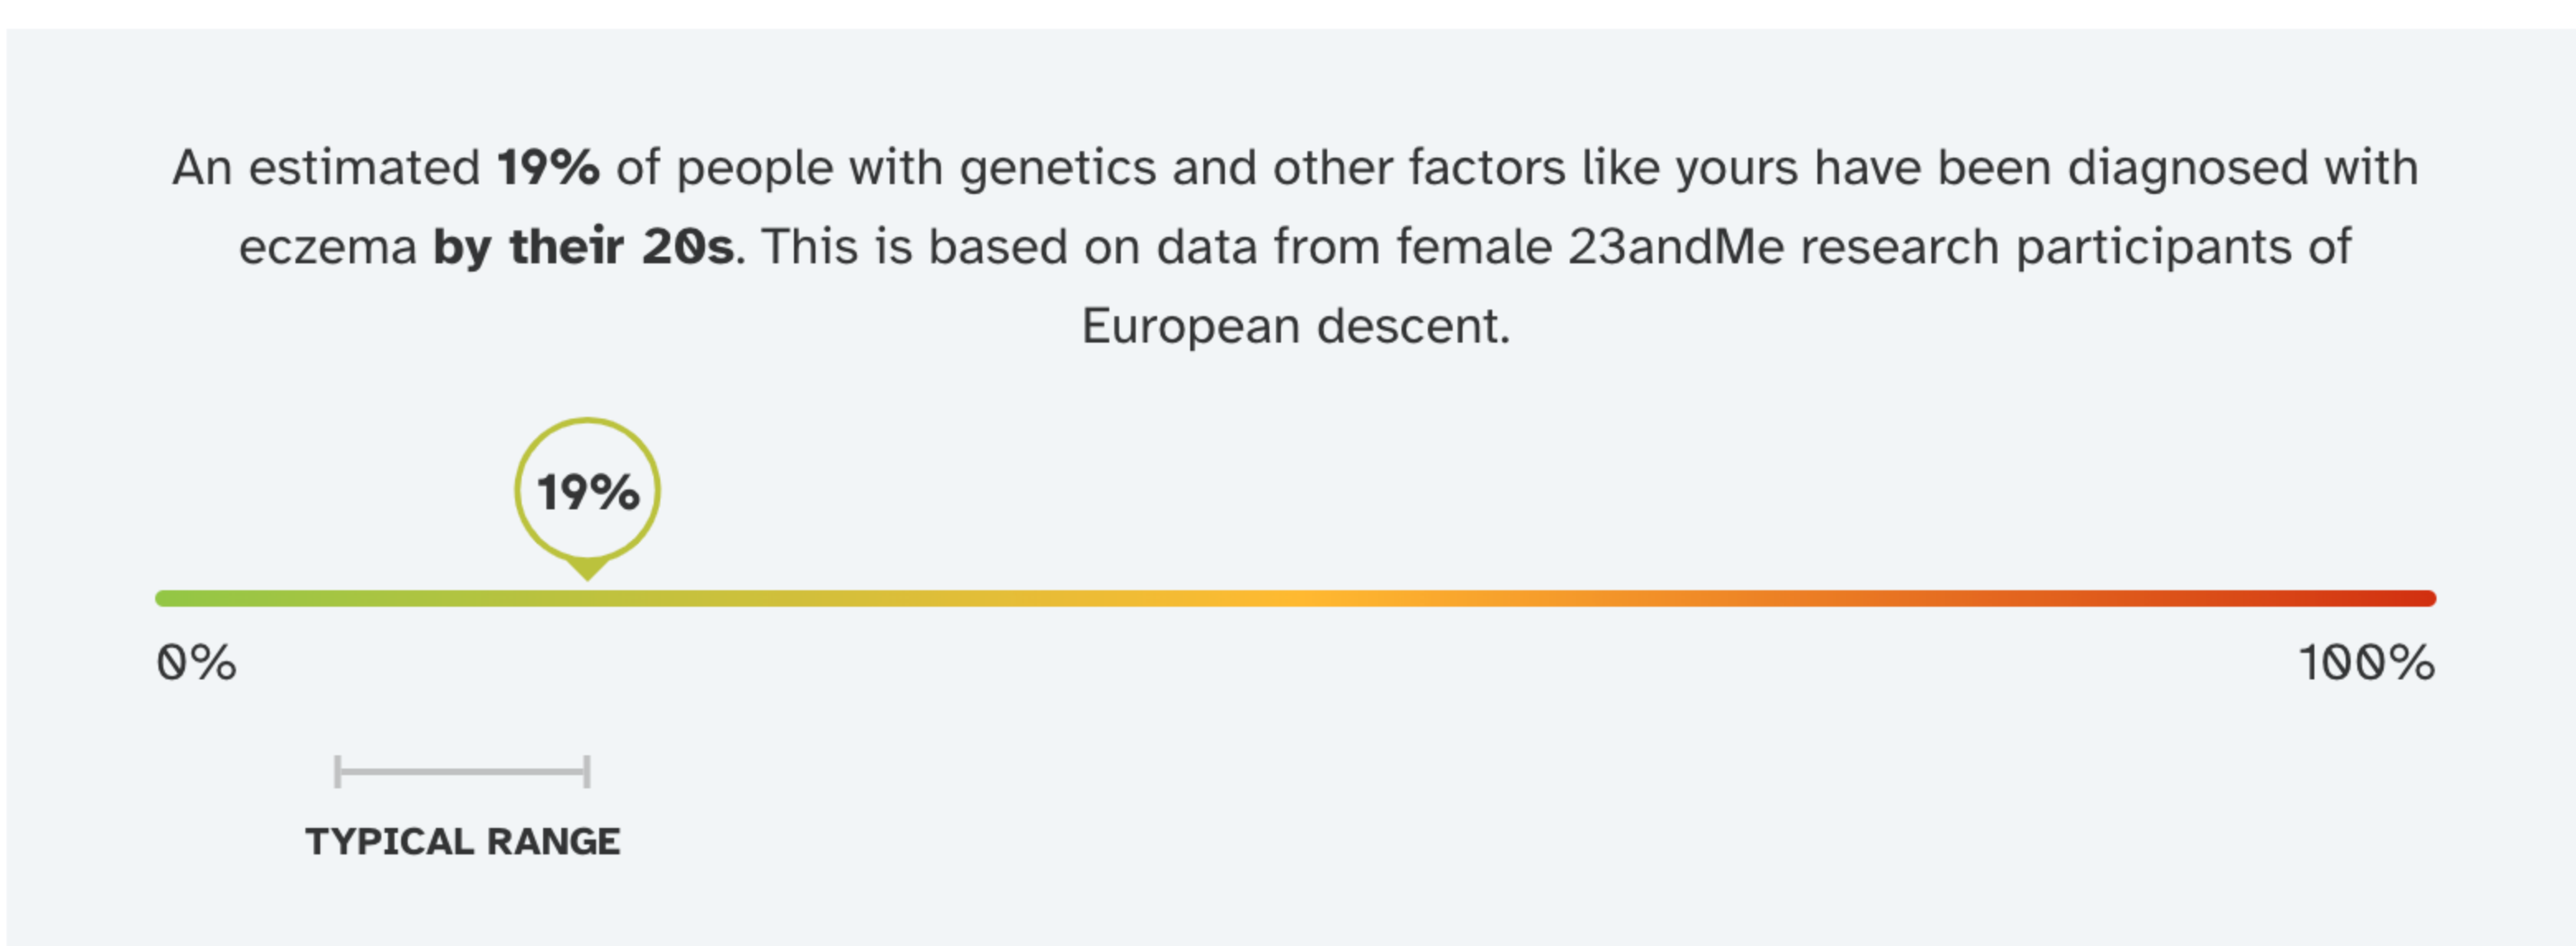 An estimated 19% of people with genetics and other factors like yours have been diagnosed with
eczema by their 20s. This is based on data from female 23andMe research participants of
European descent.
19%
0%
100%
TYPICAL RANGE